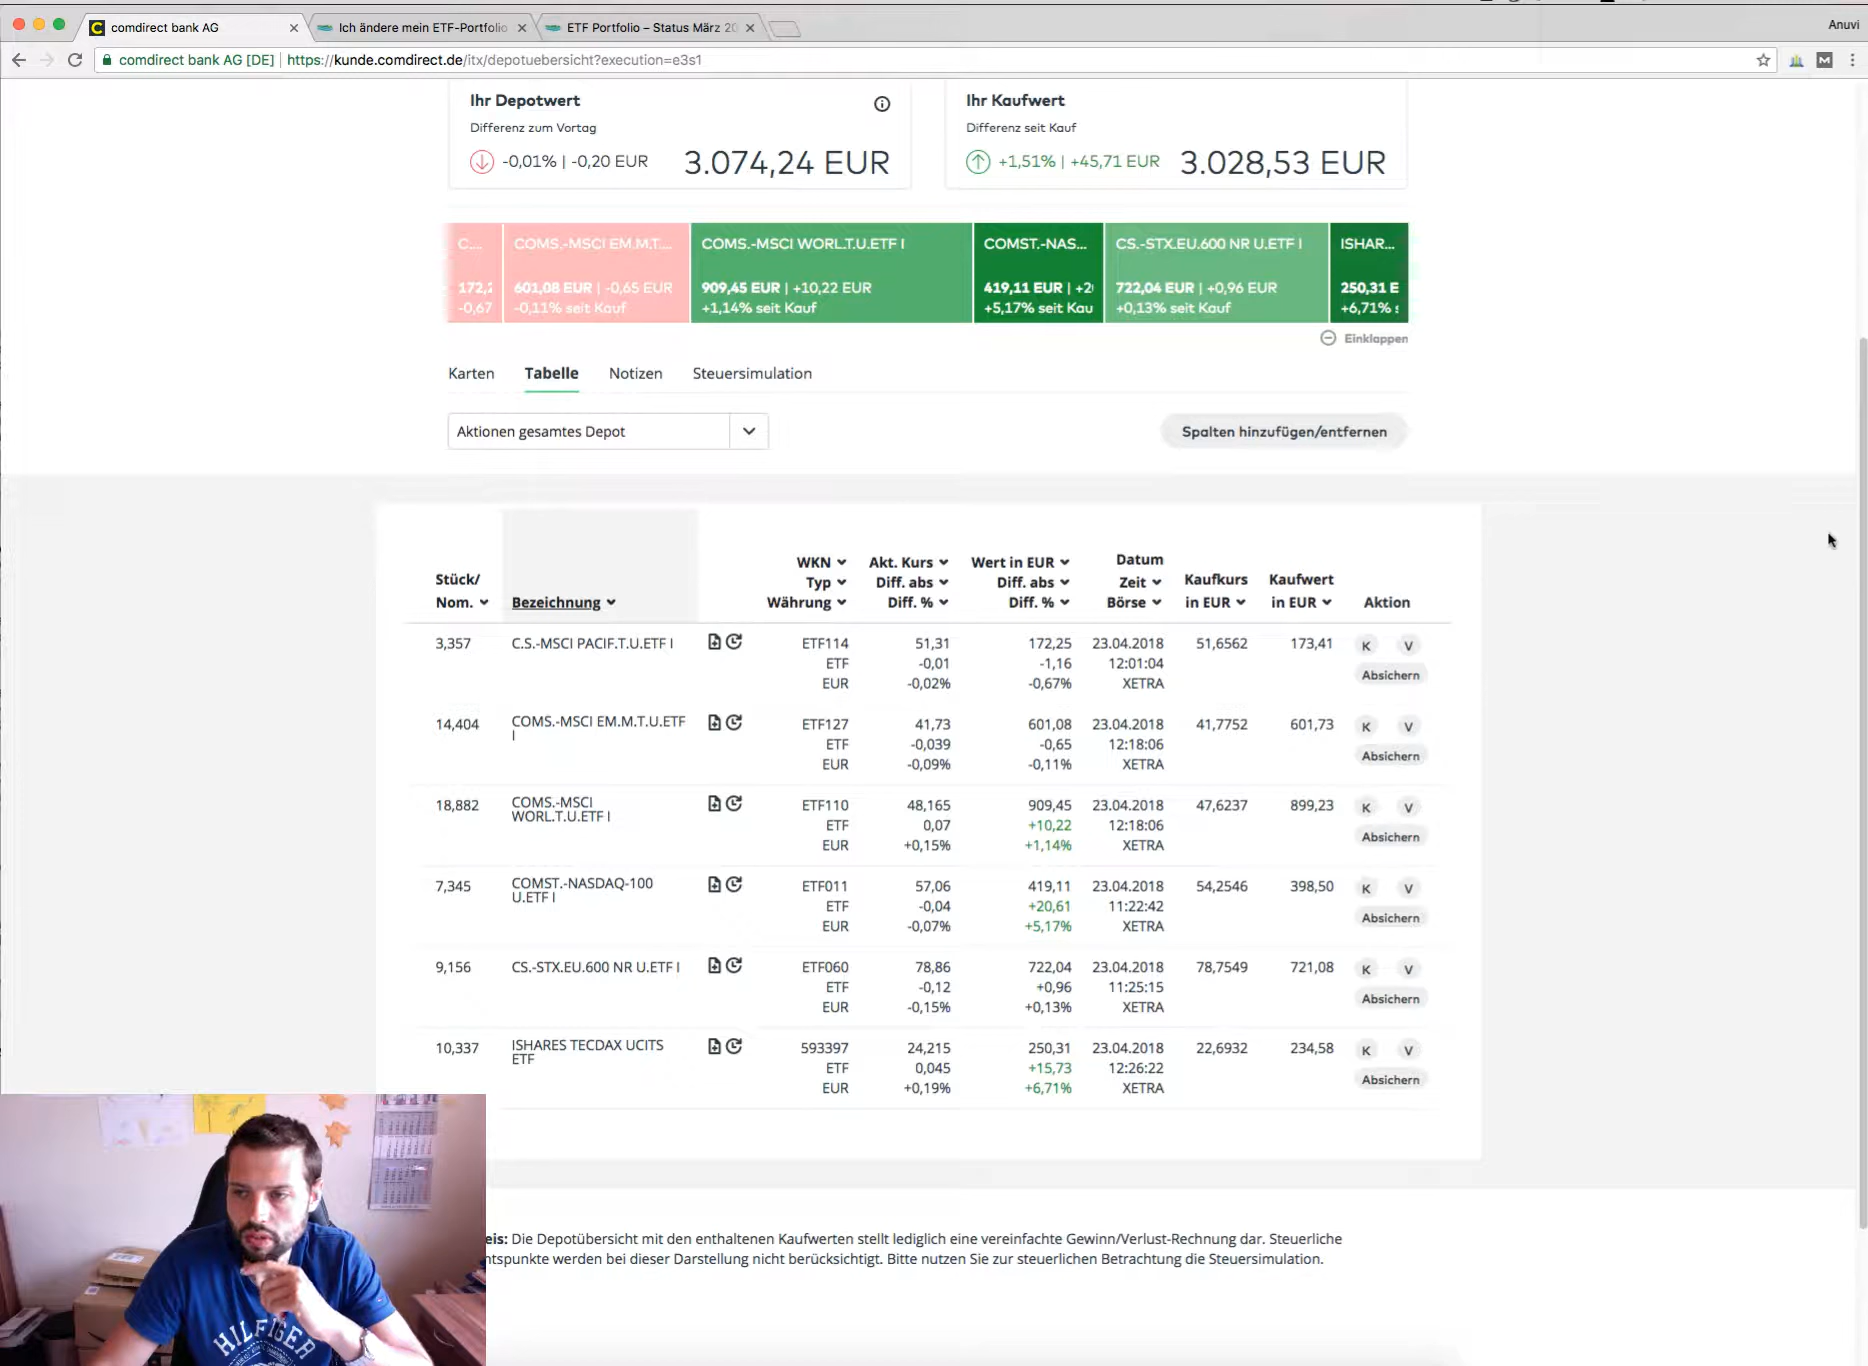 comdirect bank AG
Ich ändere mein ETF-Portfolio
ETF Portfolio – Status März 20
Anuvi
comdirect bank AG [DE] | https://kunde.comdirect.de/itx/depotuebersicht?execution=e3s1
Ihr Depotwert
Differenz zum Vortag
-0,01% | -0,20 EUR 3.074,24 EUR
Ihr Kaufwert
Differenz seit Kauf
+1,51% | +45,71 EUR 3.028,53 EUR
C....
172,2
-0,67
COMS.-MSCI EM.M.T....
601,08 EUR | -0,65 EUR
-0,11% seit Kauf
COMS.-MSCI WORL.T.U.ETF I
909,45 EUR | +10,22 EUR
+1,14% seit Kauf
COMST.-NAS...
419,11 EUR | +2
+5,17% seit Kau
CS.-STX.EU.600 NR U.ETF I
722,04 EUR | +0,96 EUR
+0,13% seit Kauf
ISHAR...
250,31 E
+6,71% s
Einklappen
Karten Tabelle Notizen Steuersimulation
Aktionen gesamtes Depot
Spalten hinzufügen/entfernen
Stück/
Nom.
Bezeichnung
WKN
Typ
Währung
Akt. Kurs
Diff. abs
Diff. %
Wert in EUR
Diff. abs
Diff. %
Datum
Zeit
Börse
Kaufkurs
in EUR
Kaufwert
in EUR
Aktion
3,357 C.S.-MSCI PACIF.T.U.ETF I ETF114 51,31 172,25 23.04.2018 51,6562 173,41 K V
ETF -0,01 -1,16 12:01:04
EUR -0,02% -0,67% XETRA Absichern
14,404 COMS.-MSCI EM.M.T.U.ETF I ETF127 41,73 601,08 23.04.2018 41,7752 601,73 K V
ETF -0,039 -0,65 12:18:06
EUR -0,09% -0,11% XETRA Absichern
18,882 COMS.-MSCI WORL.T.U.ETF I ETF110 48,165 909,45 23.04.2018 47,6237 899,23 K V
ETF 0,07 +10,22 12:18:06
EUR +0,15% +1,14% XETRA Absichern
7,345 COMST.-NASDAQ-100 U.ETF I ETF011 57,06 419,11 23.04.2018 54,2546 398,50 K V
ETF -0,04 +20,61 11:22:42
EUR -0,07% +5,17% XETRA Absichern
9,156 CS.-STX.EU.600 NR U.ETF I ETF060 78,86 722,04 23.04.2018 78,7549 721,08 K V
ETF -0,12 +0,96 11:25:15
EUR -0,15% +0,13% XETRA Absichern
10,337 ISHARES TECDAX UCITS ETF 593397 24,215 250,31 23.04.2018 22,6932 234,58 K V
ETF 0,045 +15,73 12:26:22
EUR +0,19% +6,71% XETRA Absichern
eis: Die Depotübersicht mit den enthaltenen Kaufwerten stellt lediglich eine vereinfachte Gewinn/Verlust-Rechnung dar. Steuerliche
ntspunkte werden bei dieser Darstellung nicht berücksichtigt. Bitte nutzen Sie zur steuerlichen Betrachtung die Steuersimulation.
HILFIGER